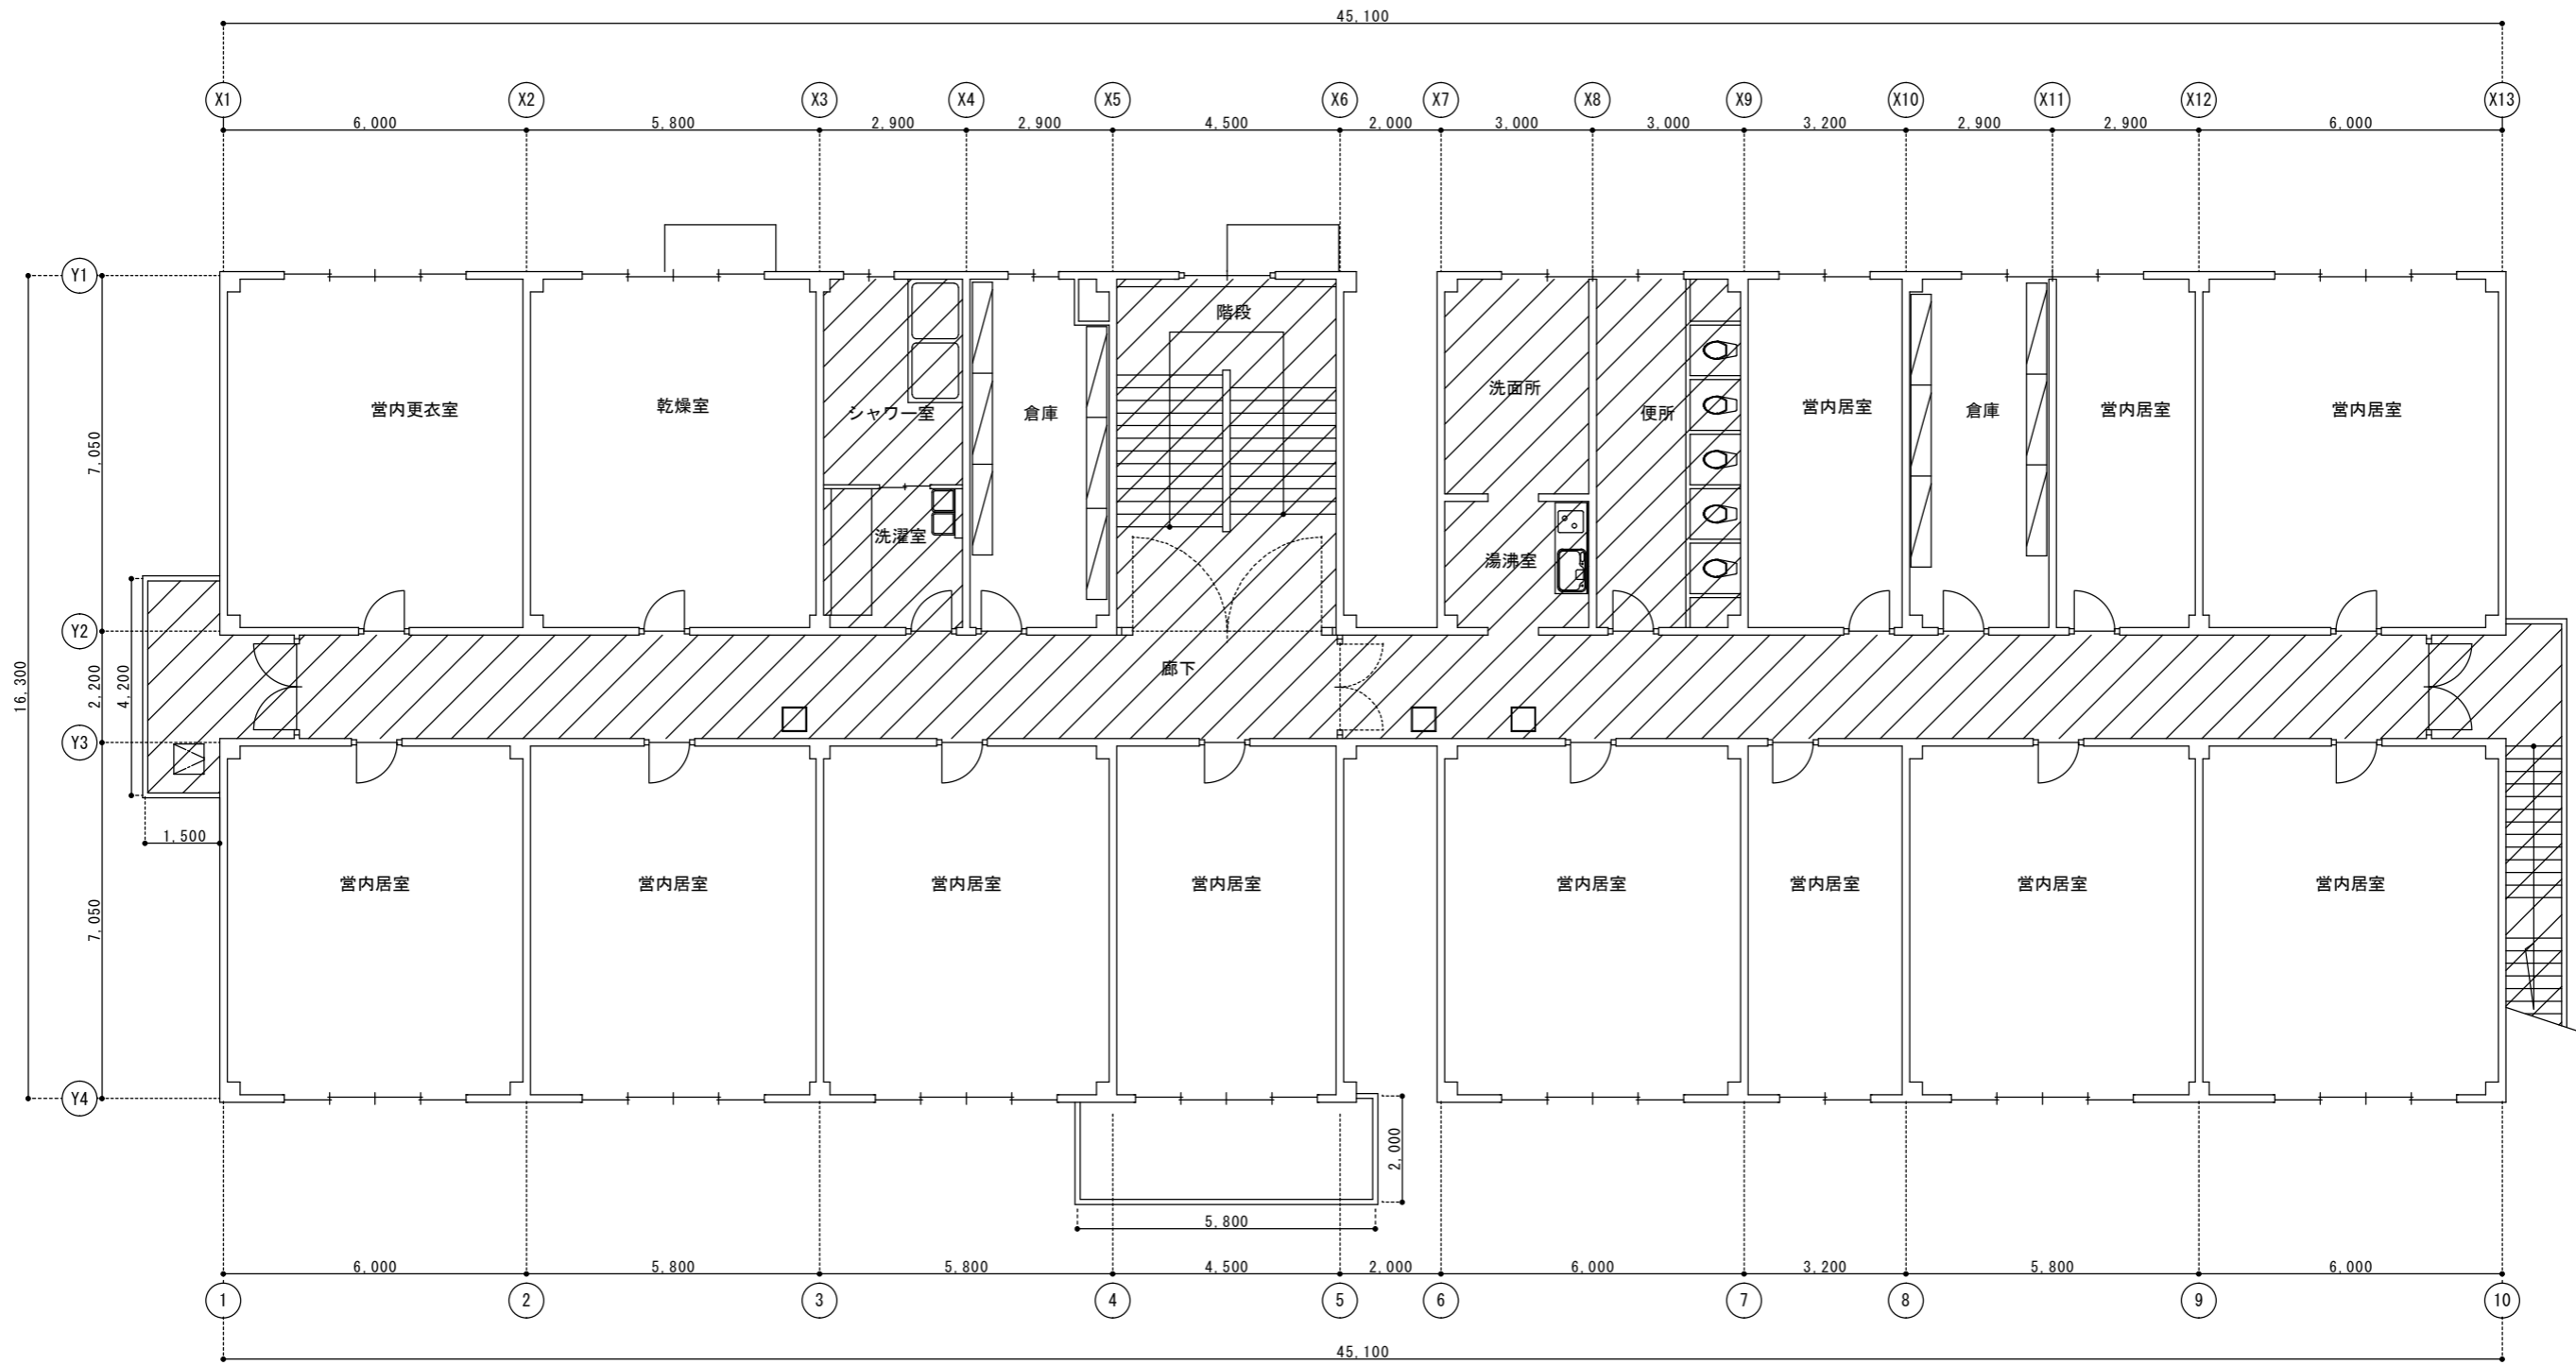 45,100
X1 X2 X3 X4 X5 X6 X7 X8 X9 X10 X11 X12 X13
6,000 5,800 2,900 2,900 4,500 2,000 3,000 3,000 3,200 2,900 2,900 6,000
Y1
階段
洗面所
営内更衣室 乾燥室 シャワー室 倉庫 便所 営内居室 倉庫 営内居室 営内居室
7,050
洗濯室
湯沸室
Y2
16,300
2,200
4,200
廊下
Y3
1,500
営内居室 営内居室 営内居室 営内居室 営内居室 営内居室 営内居室 営内居室
7,050
Y4
2,000
5,800
6,000 5,800 5,800 4,500 2,000 6,000 3,200 5,800 6,000
1 2 3 4 5 6 7 8 9 10
45,100